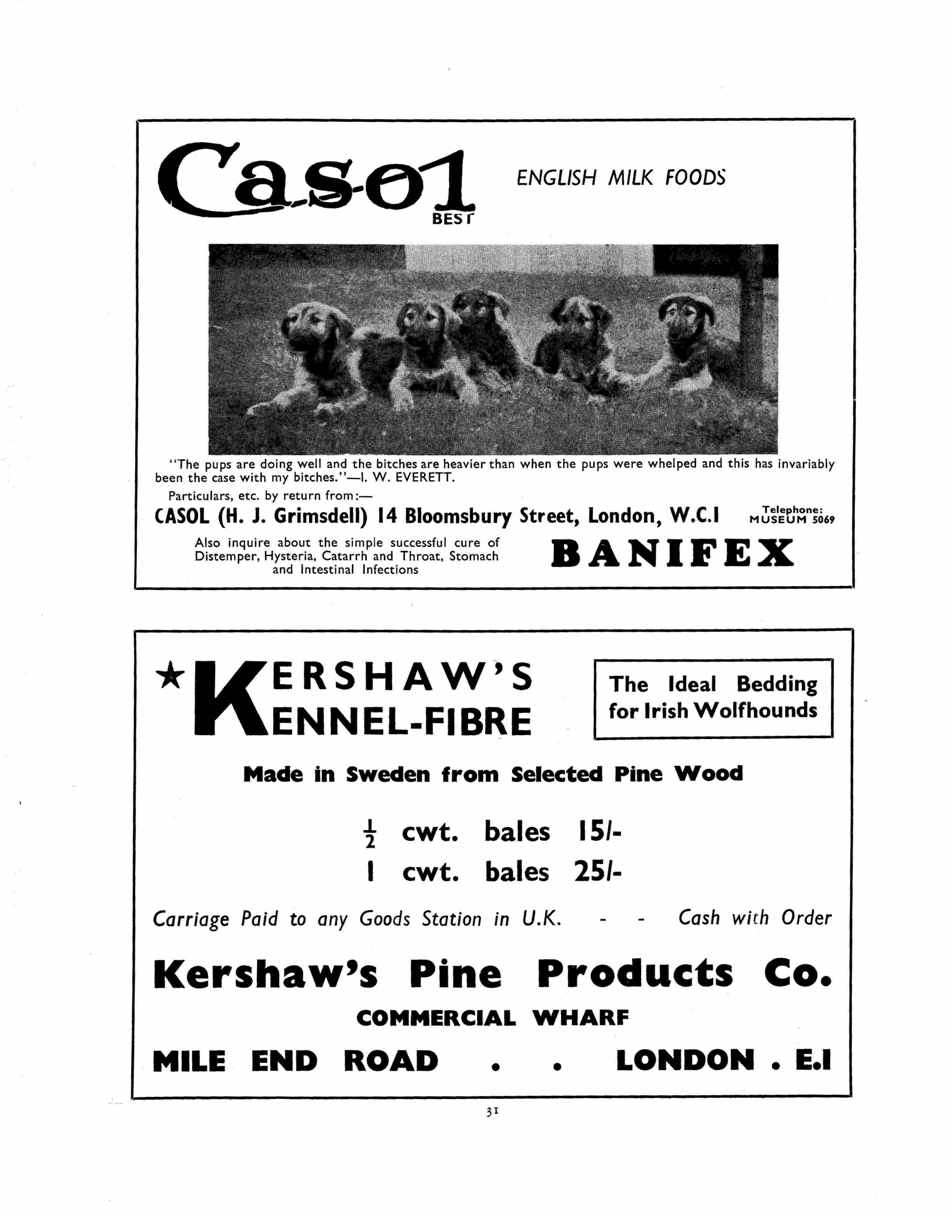 Casol
BEST
ENGLISH MILK FOODS
"The pups are doing well and the bitches are heavier than when the pups were whelped and this has invariably
been the case with my bitches."—I. W. EVERETT.
Particulars, etc. by return from:—
CASOL (H. J. Grimsdell) 14 Bloomsbury Street, London, W.C.I
Telephone:
MUSEUM 5069
Also inquire about the simple successful cure of
Distemper, Hysteria, Catarrh and Throat, Stomach
and Intestinal Infections
BANIFEX
★ KERSHAW'S
KENNEL-FIBRE
The Ideal Bedding
for Irish Wolfhounds
Made in Sweden from Selected Pine Wood
½ cwt. bales 15/-
1 cwt. bales 25/-
Carriage Paid to any Goods Station in U.K. - - Cash with Order
Kershaw's Pine Products Co.
COMMERCIAL WHARF
MILE END ROAD . . LONDON . E.I
31